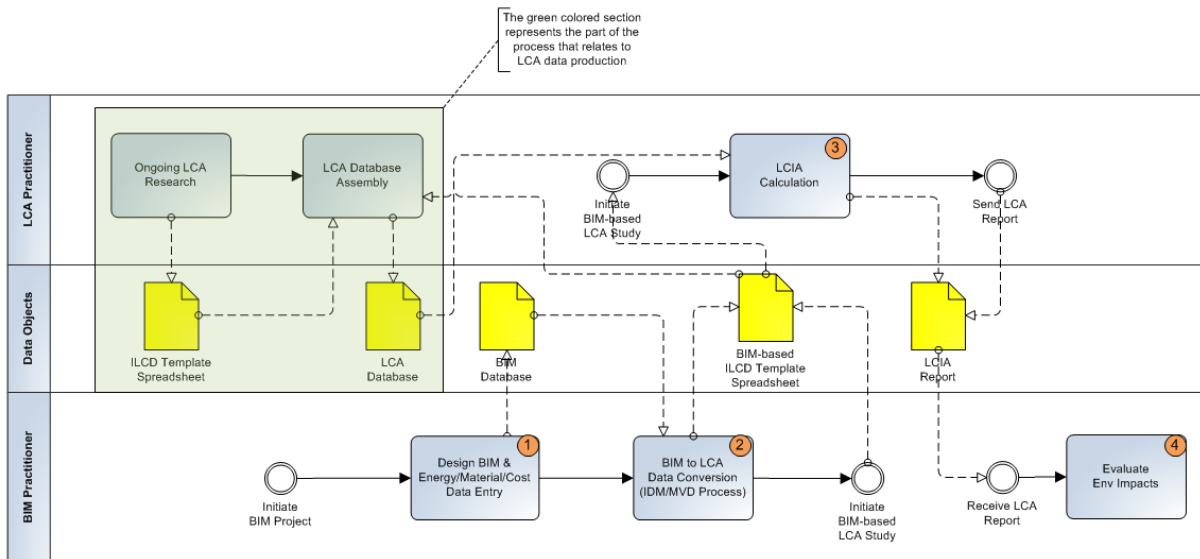 The green colored section
represents the part of the
process that relates to
LCA data production
LCA Practitioner
Ongoing LCA
Research
LCA Database
Assembly
Initiate
BIM-based
LCA Study
3
LCIA
Calculation
Send LCA
Report
Data Objects
ILCD Template
Spreadsheet
LCA
Database
BIM
Database
BIM-based
ILCD Template
Spreadsheet
LCIA
Report
BIM Practitioner
Initiate
BIM Project
1
Design BIM &
Energy/Material/Cost
Data Entry
2
BIM to LCA
Data Conversion
(IDM/MVD Process)
Initiate
BIM-based
LCA Study
Receive LCA
Report
4
Evaluate
Env Impacts